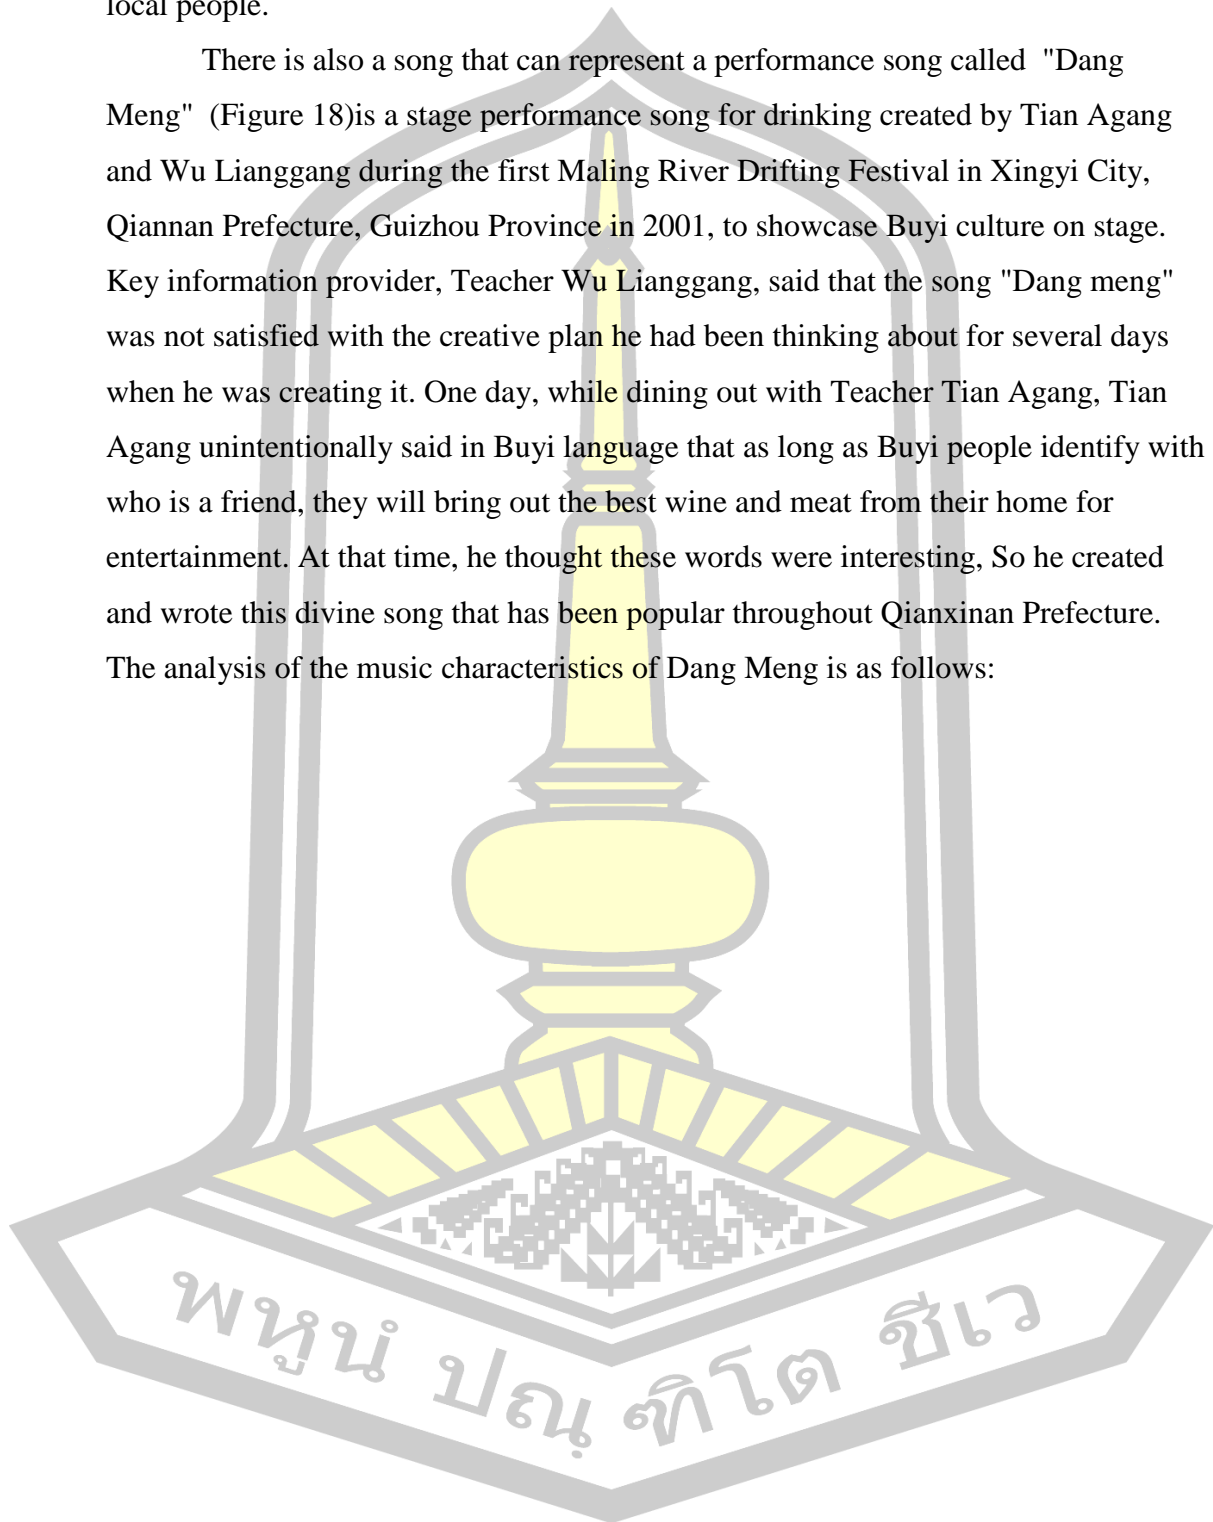 local people.
There is also a song that can represent a performance song called "Dang
Meng" (Figure 18)is a stage performance song for drinking created by Tian Agang
and Wu Lianggang during the first Maling River Drifting Festival in Xingyi City,
Qiannan Prefecture, Guizhou Province in 2001, to showcase Buyi culture on stage.
Key information provider, Teacher Wu Lianggang, said that the song "Dang meng"
was not satisfied with the creative plan he had been thinking about for several days
when he was creating it. One day, while dining out with Teacher Tian Agang, Tian
Agang unintentionally said in Buyi language that as long as Buyi people identify with
who is a friend, they will bring out the best wine and meat from their home for
entertainment. At that time, he thought these words were interesting, So he created
and wrote this divine song that has been popular throughout Qianxinan Prefecture.
The analysis of the music characteristics of Dang Meng is as follows:
พหูนํ ปณฺฑิโต ชีเว